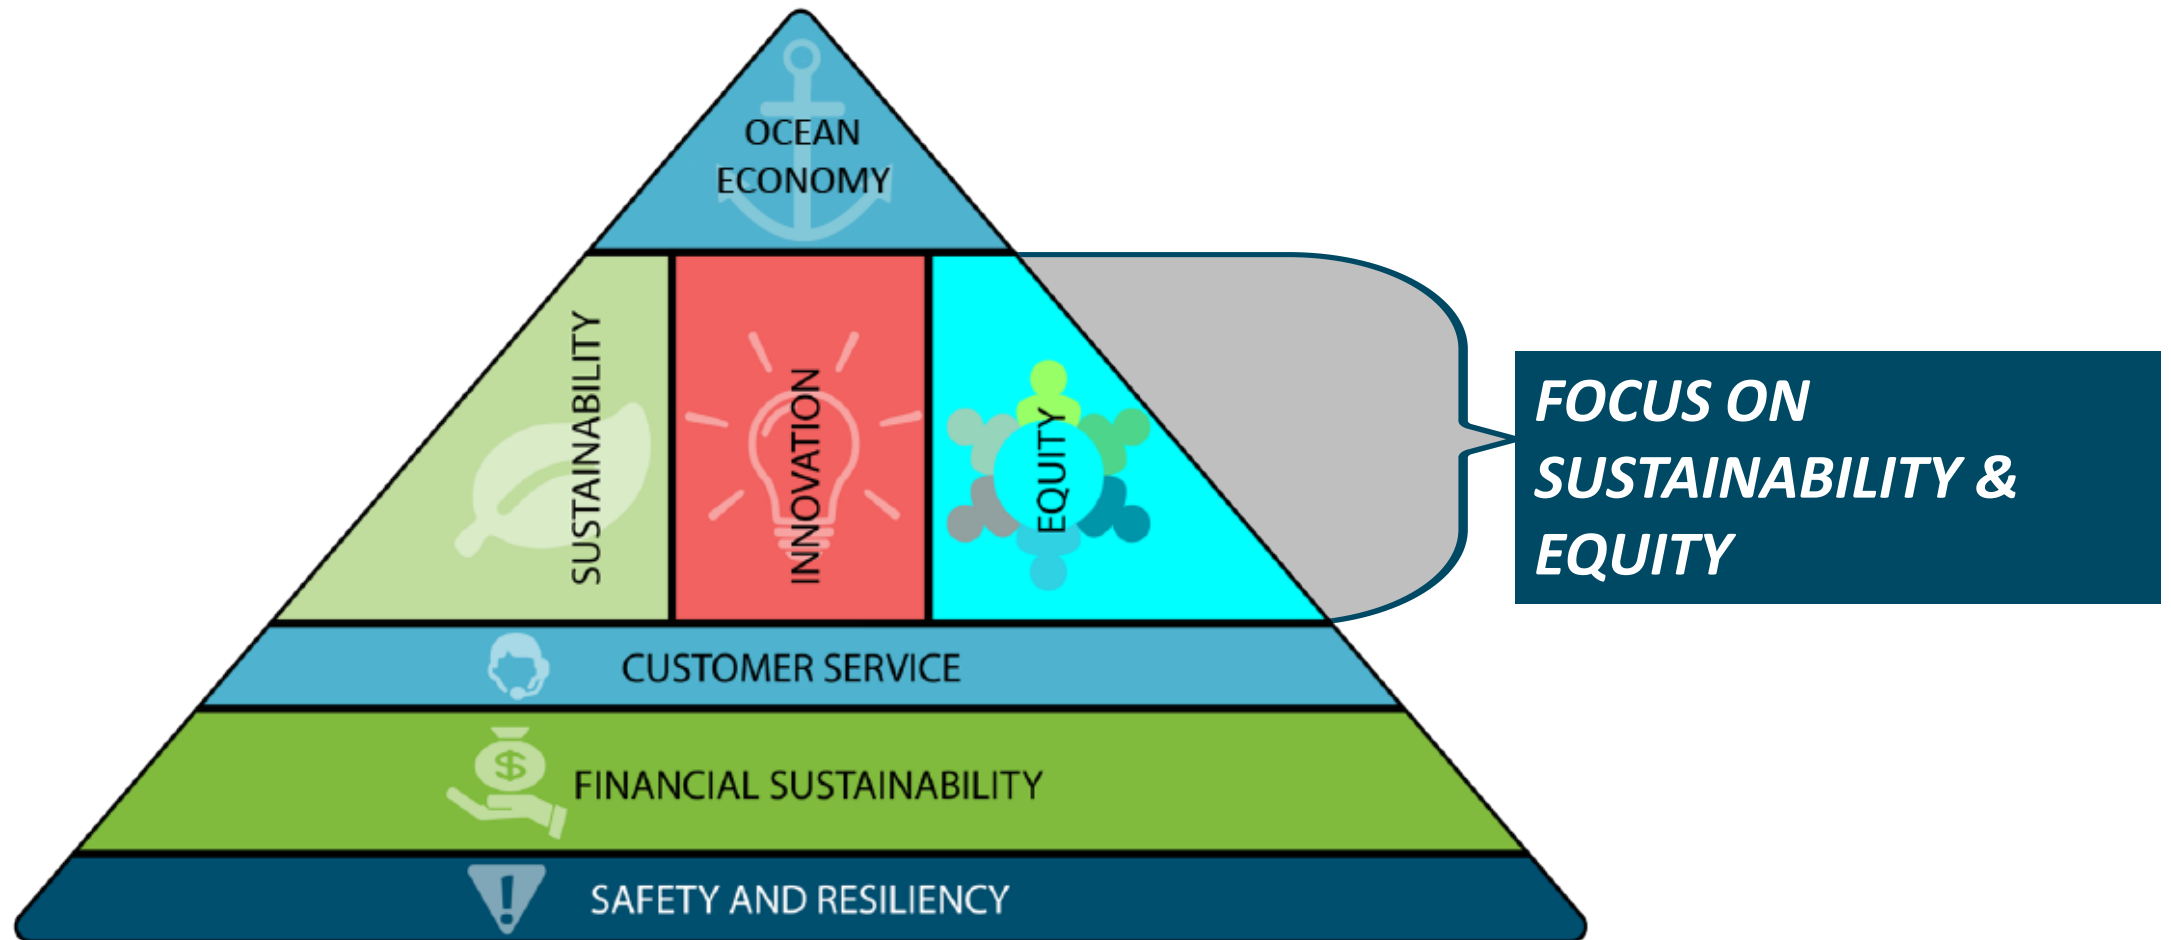 OCEAN
ECONOMY
SUSTAINABILITY
INNOVATION
EQUITY
FOCUS ON
SUSTAINABILITY &
EQUITY
CUSTOMER SERVICE
$
FINANCIAL SUSTAINABILITY
!
SAFETY AND RESILIENCY